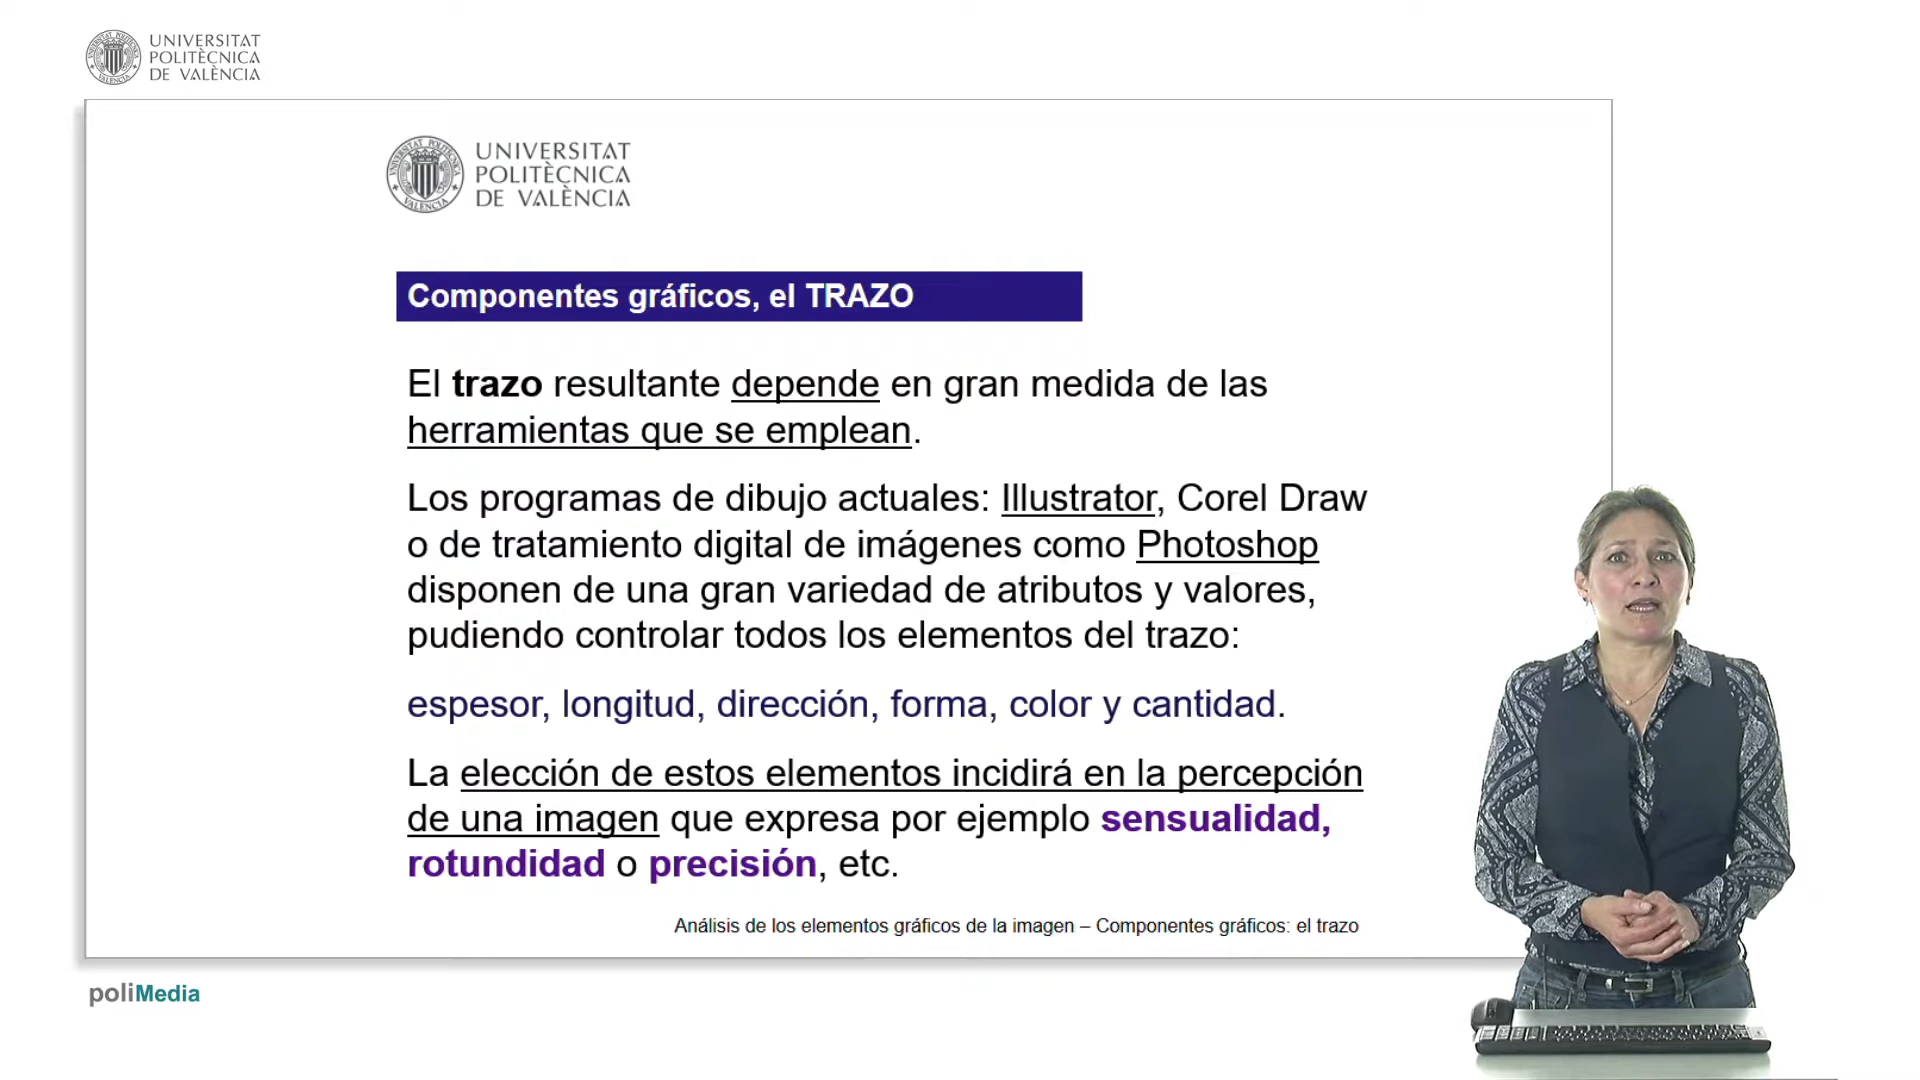 UNIVERSITAT
POLITÈCNICA
DE VALÈNCIA
UNIVERSITAT
POLITÈCNICA
DE VALÈNCIA
Componentes gráficos, el TRAZO
El trazo resultante depende en gran medida de las
herramientas que se emplean.
Los programas de dibujo actuales: Illustrator, Corel Draw
o de tratamiento digital de imágenes como Photoshop
disponen de una gran variedad de atributos y valores,
pudiendo controlar todos los elementos del trazo:
espesor, longitud, dirección, forma, color y cantidad.
La elección de estos elementos incidirá en la percepción
de una imagen que expresa por ejemplo sensualidad,
rotundidad o precisión, etc.
Análisis de los elementos gráficos de la imagen – Componentes gráficos: el trazo
poliMedia